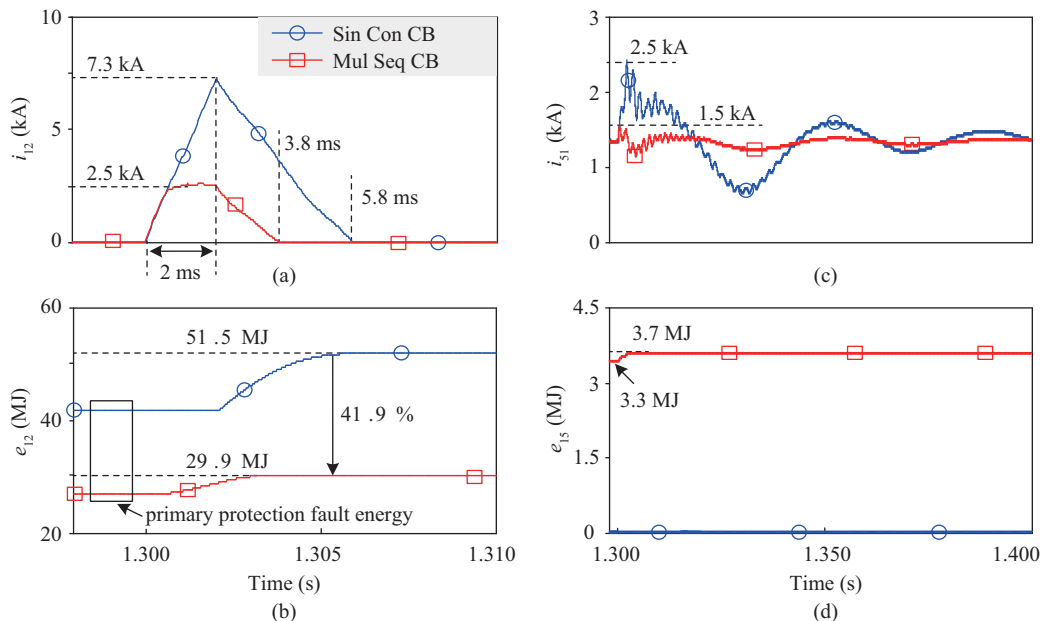 10
Sin Con CB
Mul Seq CB
7.3 kA
i12 (kA)
5
3.8 ms
2.5 kA
5.8 ms
0
2 ms
(a)
3
2.5 kA
2
1.5 kA
i51 (kA)
1
0
(c)
60
51 .5 MJ
e12 (MJ)
40
41 .9 %
29 .9 MJ
primary protection fault energy
20
1.300
1.305
1.310
Time (s)
(b)
4.5
3.7 MJ
3
3.3 MJ
e15 (MJ)
1.5
0
1.300
1.350
1.400
Time (s)
(d)